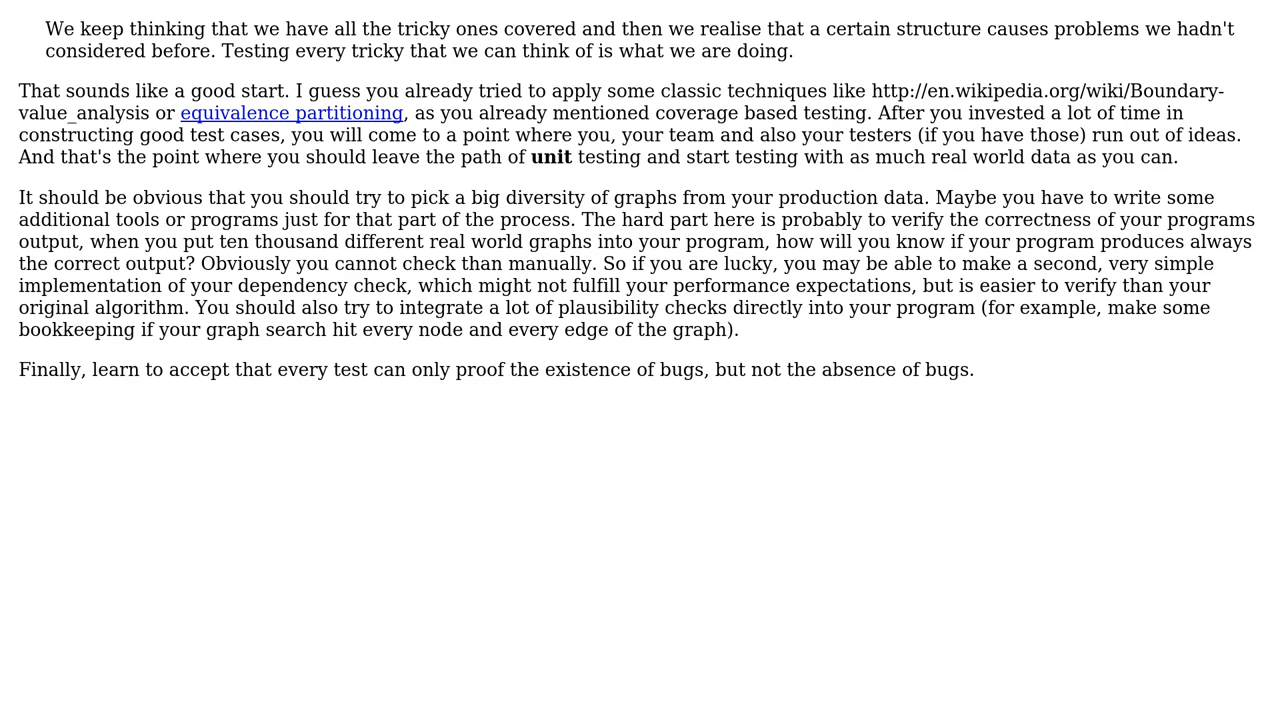 We keep thinking that we have all the tricky ones covered and then we realise that a certain structure causes problems we hadn't
considered before. Testing every tricky that we can think of is what we are doing.
That sounds like a good start. I guess you already tried to apply some classic techniques like http://en.wikipedia.org/wiki/Boundary-
value_analysis or equivalence partitioning, as you already mentioned coverage based testing. After you invested a lot of time in
constructing good test cases, you will come to a point where you, your team and also your testers (if you have those) run out of ideas.
And that's the point where you should leave the path of unit testing and start testing with as much real world data as you can.
It should be obvious that you should try to pick a big diversity of graphs from your production data. Maybe you have to write some
additional tools or programs just for that part of the process. The hard part here is probably to verify the correctness of your programs
output, when you put ten thousand different real world graphs into your program, how will you know if your program produces always
the correct output? Obviously you cannot check than manually. So if you are lucky, you may be able to make a second, very simple
implementation of your dependency check, which might not fulfill your performance expectations, but is easier to verify than your
original algorithm. You should also try to integrate a lot of plausibility checks directly into your program (for example, make some
bookkeeping if your graph search hit every node and every edge of the graph).
Finally, learn to accept that every test can only proof the existence of bugs, but not the absence of bugs.